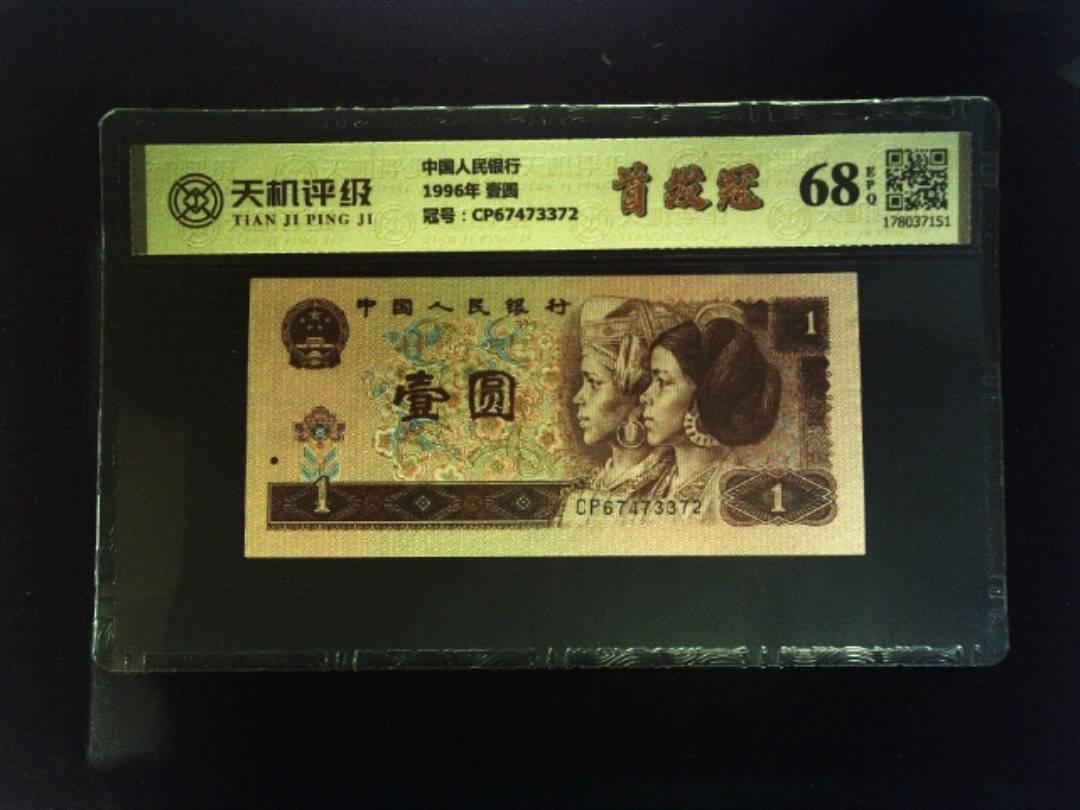 天机评级
TIAN JI PING JI
中国人民银行
1996年 壹圆
冠号：CP67473372
首发冠
68
EPQ
178037151
中国人民银行
1
壹圆
1
CP67473372
1